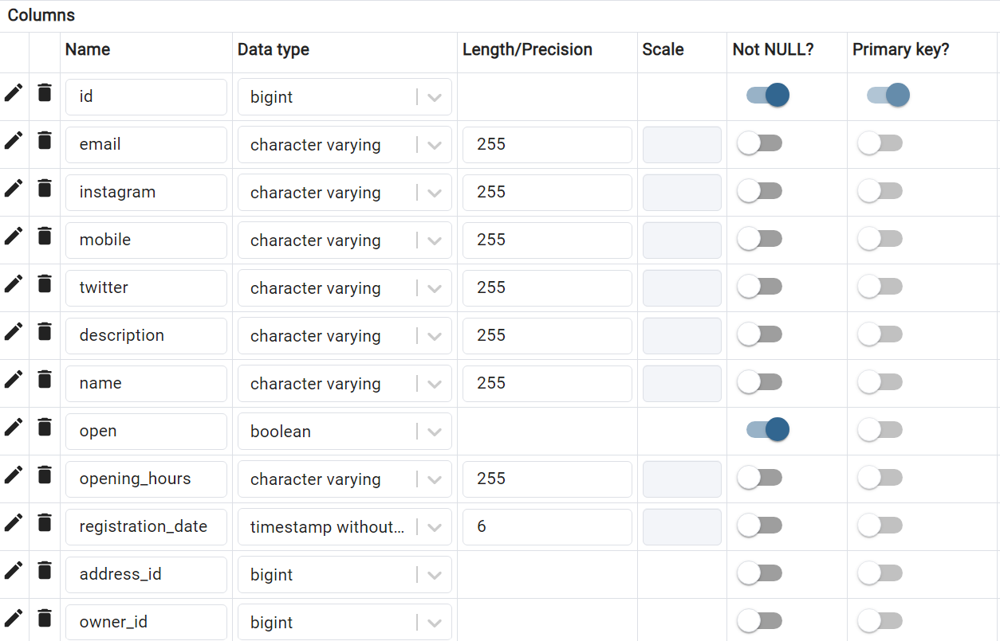 Columns
Name Data type Length/Precision Scale Not NULL? Primary key?
id bigint
email character varying 255
instagram character varying 255
mobile character varying 255
twitter character varying 255
description character varying 255
name character varying 255
open boolean
opening_hours character varying 255
registration_date timestamp without... 6
address_id bigint
owner_id bigint